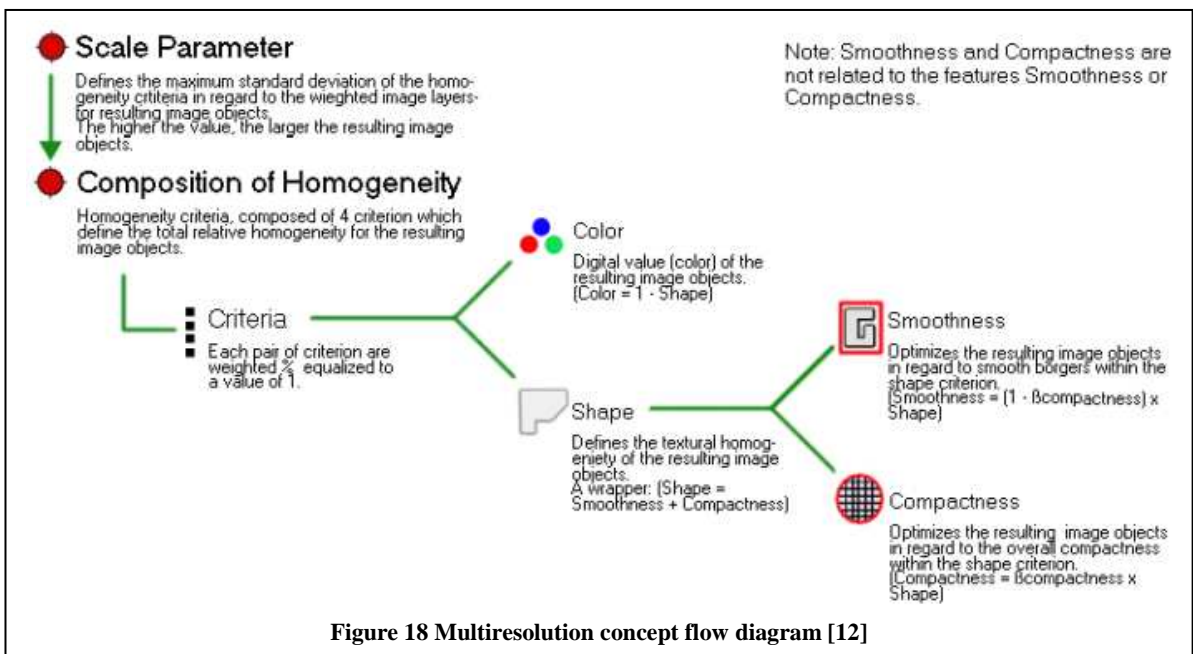 Scale Parameter
Defines the maximum standard deviation of the homo-
geneity crtiteria in regard to the wieghted image layers-
for resulting image objects.
The higher the value, the larger the resulting image
objects.
Note: Smoothness and Compactness are
not related to the features Smoothness or
Compactness.
Composition of Homogeneity
Homogeneity criteria, composed of 4 criterion which
define the total relative homogeneity for the resulting
image objects.
Criteria
Each pair of criterion are
weighted % equalized to
a value of 1.
Color
Digital value (color) of the
resulting image objects.
(Color = 1 - Shape)
Shape
Defines the textural homog-
eniety of the resulting image
objects.
A wrapper: (Shape =
Smoothness + Compactness)
Smoothness
Optimizes the resulting image objects
in regard to smooth borgers within the
shape criterion.
(Smoothness = (1 - ßcompactness) x
Shape)
Compactness
Optimizes the resulting image objects
in regard to the overall compactness
within the shape criterion.
(Compactness = ßcompactness x
Shape)
Figure 18 Multiresolution concept flow diagram [12]